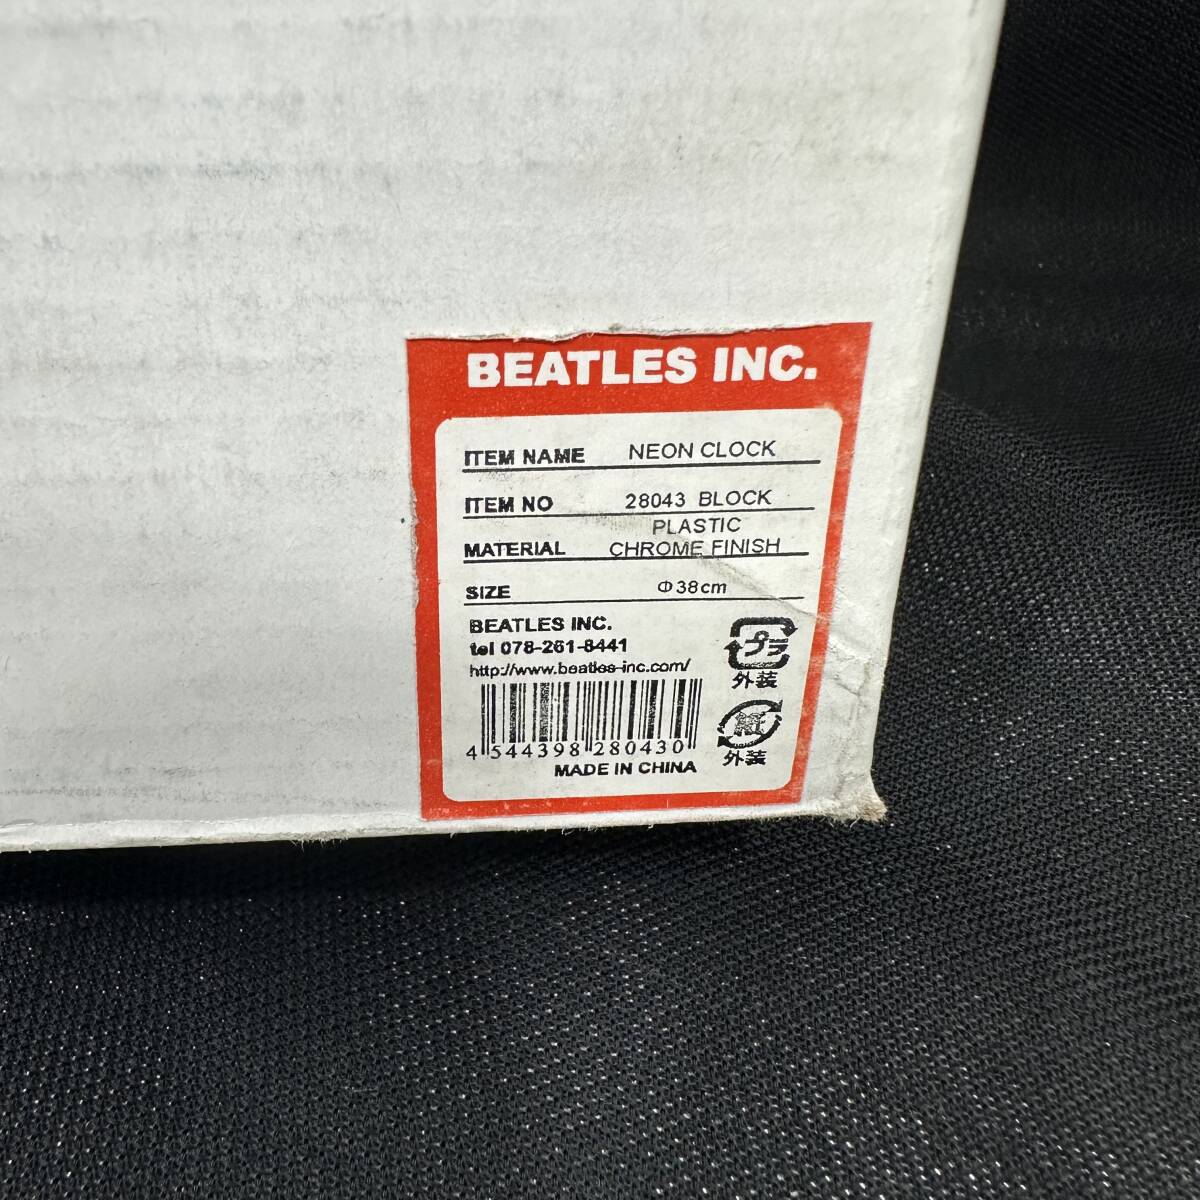 BEATLES INC.
ITEM NAME NEON CLOCK
ITEM NO 28043 BLOCK
MATERIAL PLASTIC
CHROME FINISH
SIZE Φ38cm
BEATLES INC.
tel 078-261-8441
http://www.beatles-inc.com/
プラ
外装
紙
外装
4 544398 280430
MADE IN CHINA